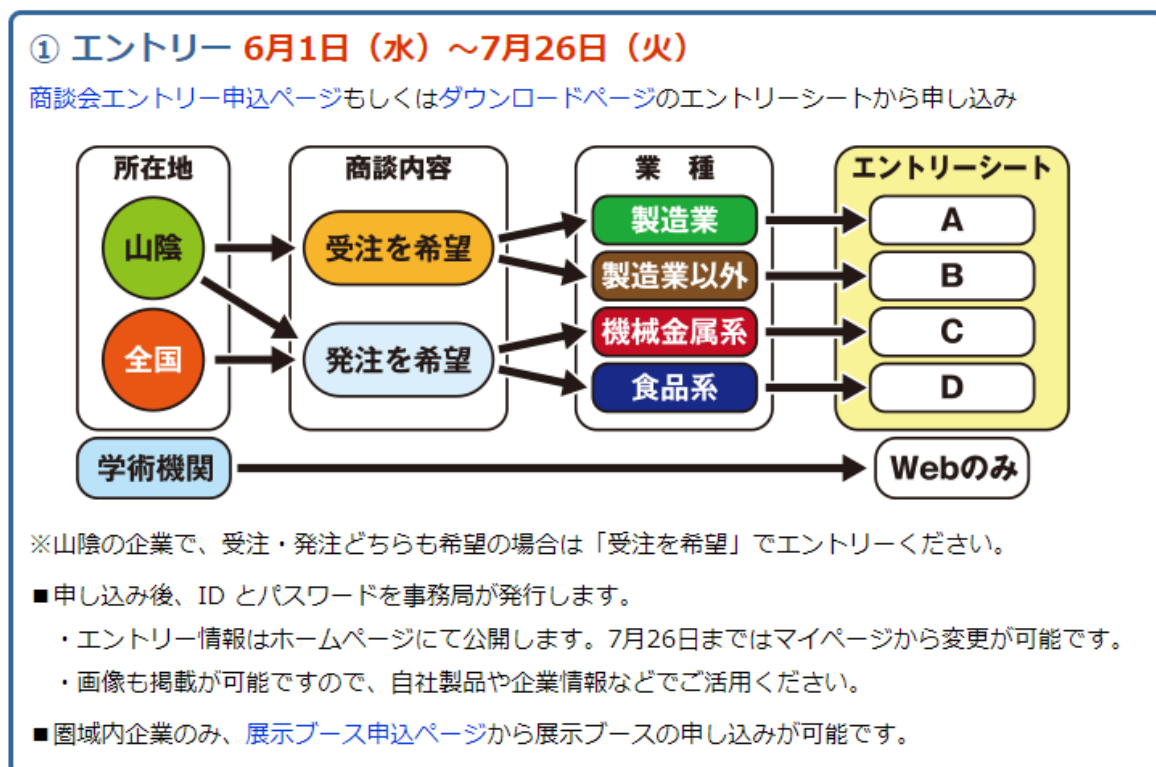 ① エントリー 6月1日（水）～7月26日（火）
商談会エントリー申込ページもしくはダウンロードページのエントリーシートから申し込み
所在地 商談内容 業 種 エントリーシート
山陰 受注を希望 製造業 A
製造業以外 B
全国 発注を希望 機械金属系 C
食品系 D
学術機関 Webのみ
※山陰の企業で、受注・発注どちらも希望の場合は「受注を希望」でエントリーください。
■申し込み後、ID とパスワードを事務局が発行します。
・エントリー情報はホームページにて公開します。7月26日まではマイページから変更が可能です。
・画像も掲載が可能ですので、自社製品や企業情報などでご活用ください。
■圏域内企業のみ、展示ブース申込ページから展示ブースの申し込みが可能です。